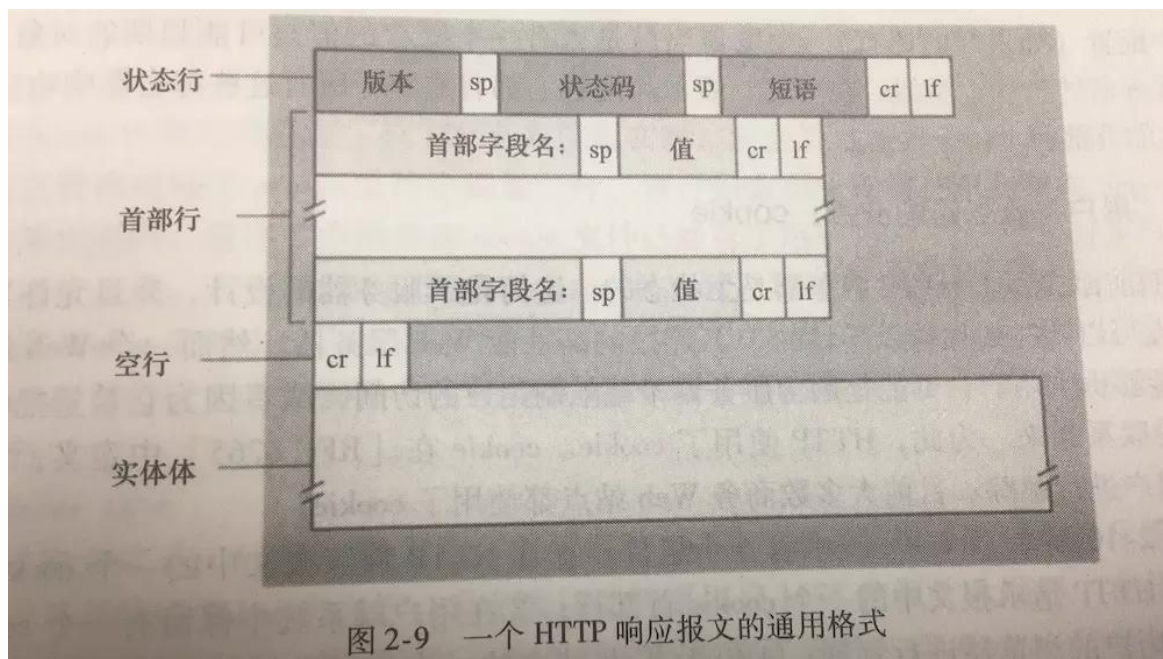 状态行 版本 sp 状态码 sp 短语 cr lf
首部字段名： sp 值 cr lf
首部行
首部字段名： sp 值 cr lf
空行 cr lf
实体体
图 2-9 一个 HTTP 响应报文的通用格式